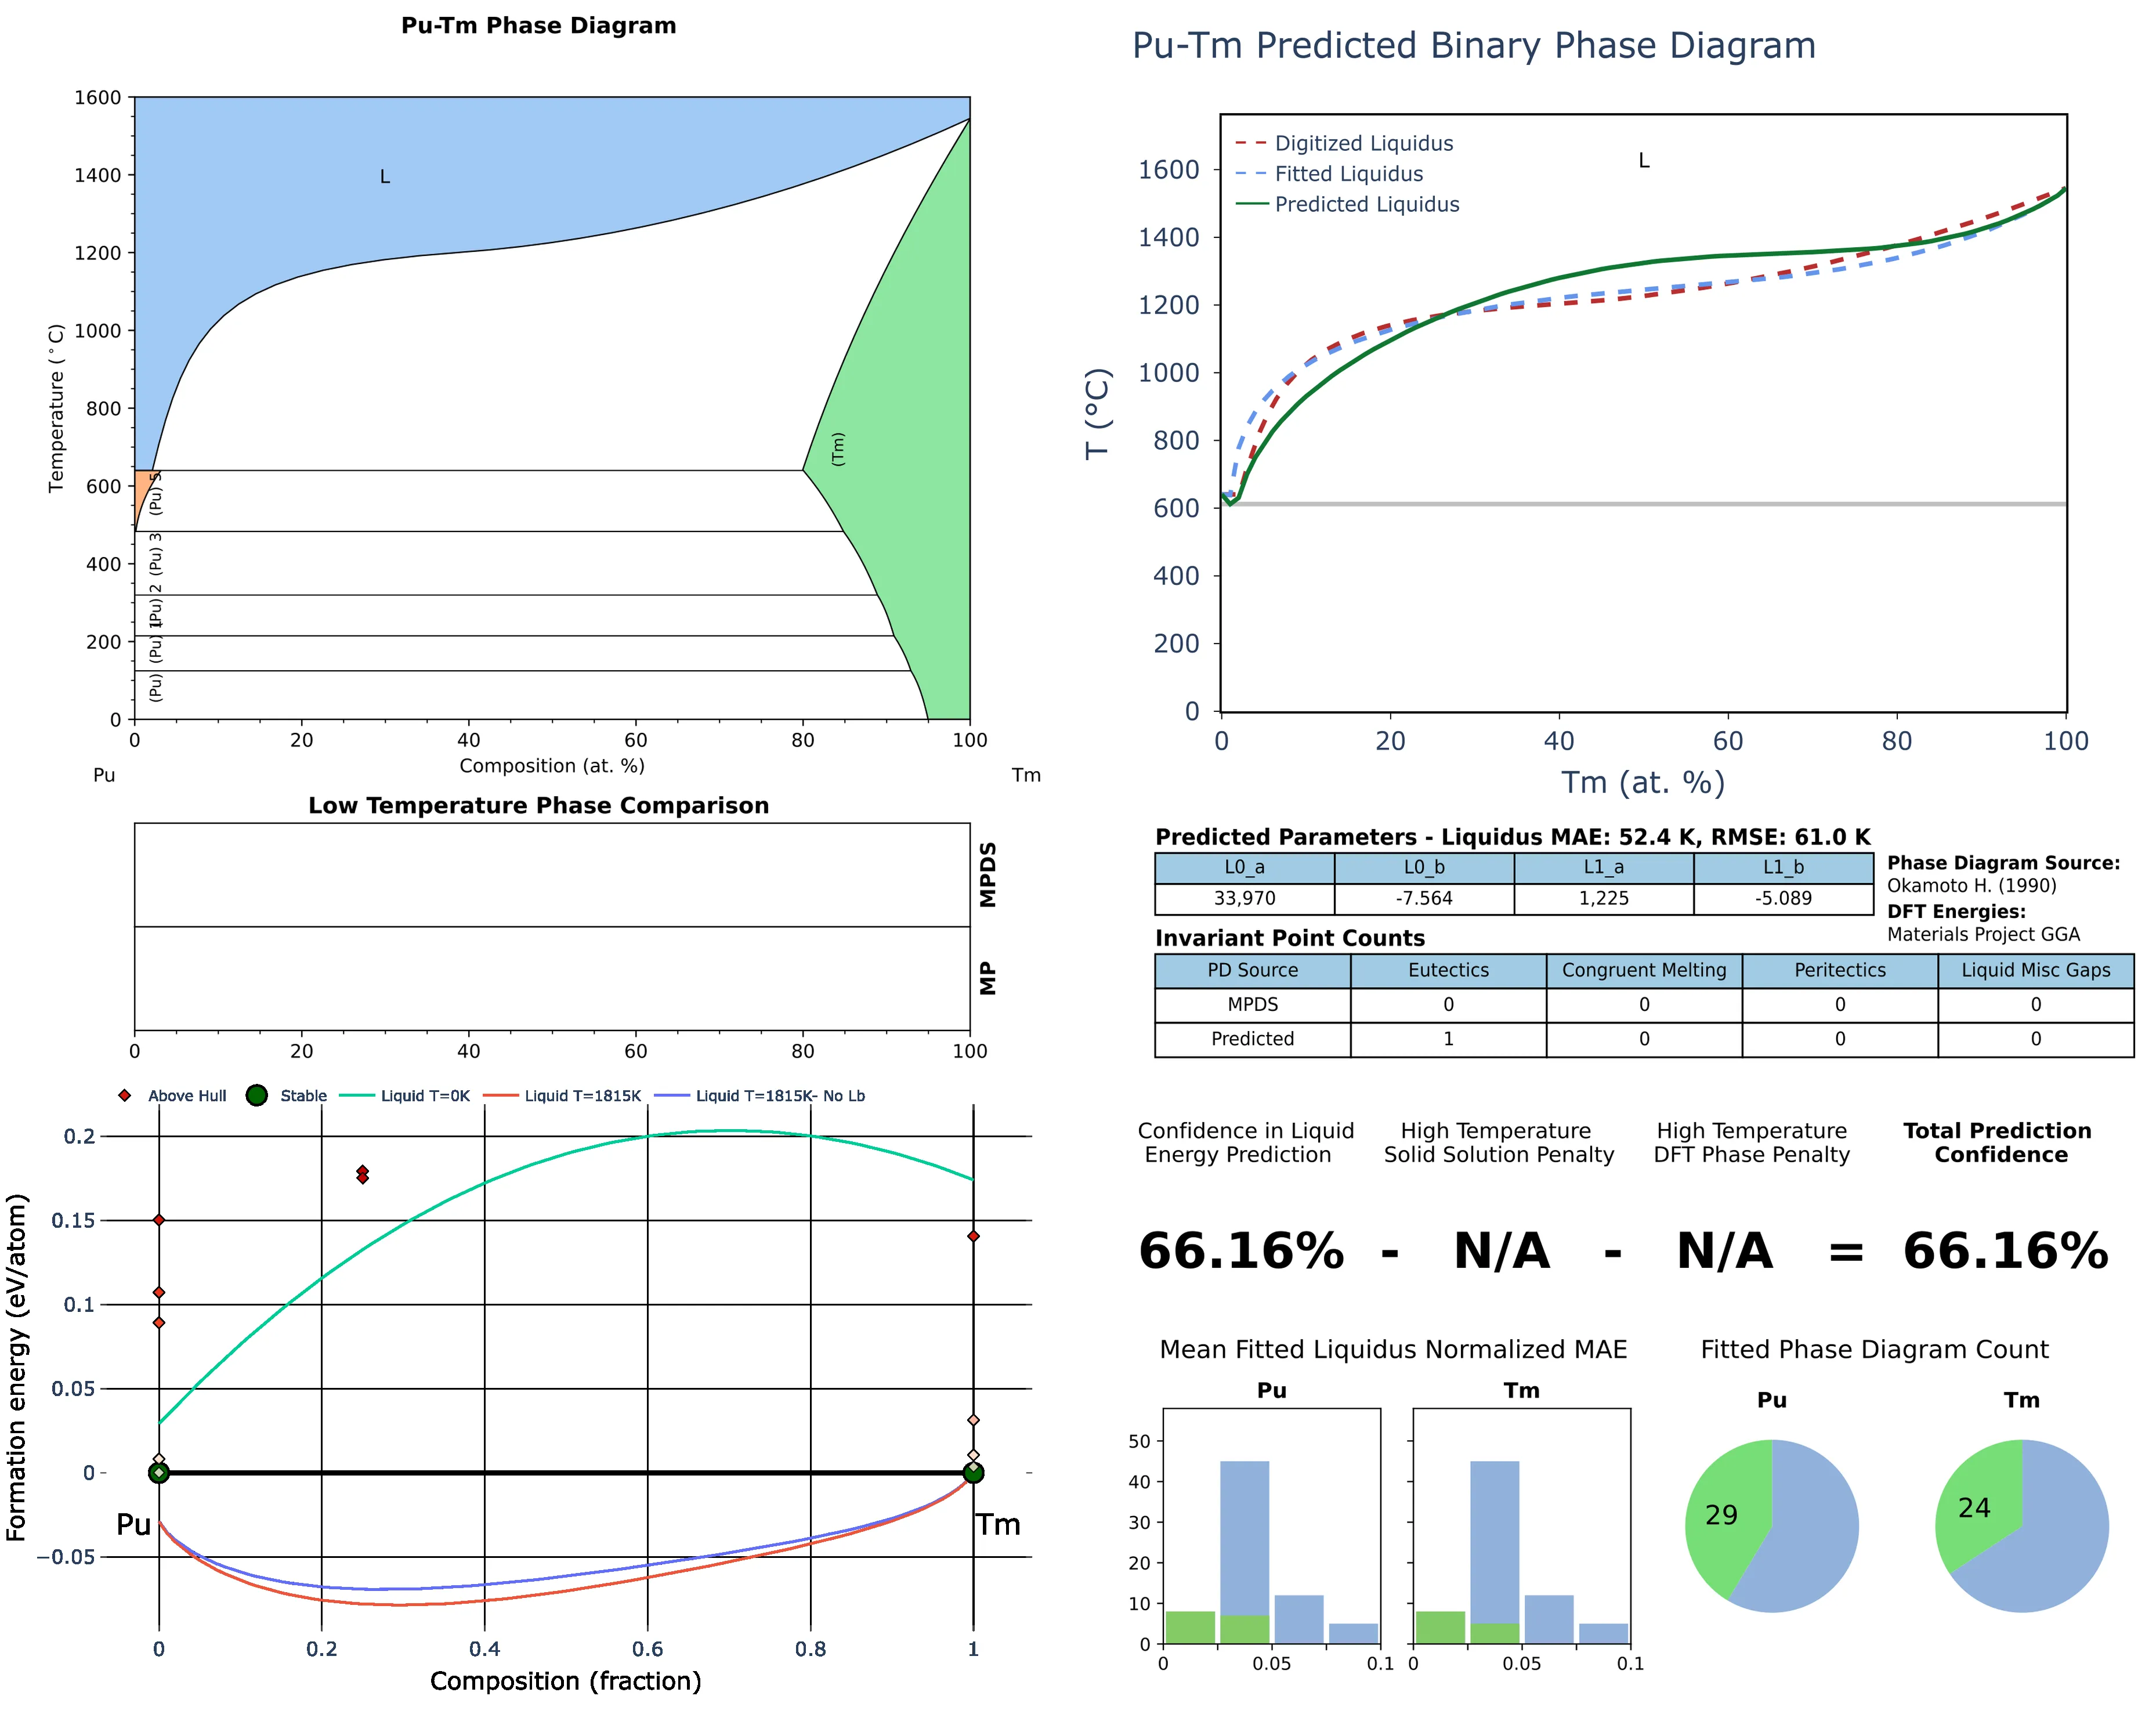 Pu-Tm Phase Diagram
1600
1400
1200
1000
800
600
400
200
0
Temperature (°C)
L
(Tm)
(Pu) 5
(Pu) 3
(Pu) 2
(Pu) 1
(Pu)
0 20 40 60 80 100
Composition (at. %)
Pu Tm
Low Temperature Phase Comparison
MPDS
MP
0 20 40 60 80 100
Pu-Tm Predicted Binary Phase Diagram
Digitized Liquidus
Fitted Liquidus
Predicted Liquidus
L
1600
1400
1200
1000
800
600
400
200
0
T (°C)
0 20 40 60 80 100
Tm (at. %)
Predicted Parameters - Liquidus MAE: 52.4 K, RMSE: 61.0 K
L0_a L0_b L1_a L1_b
33,970 -7.564 1,225 -5.089
Phase Diagram Source:
Okamoto H. (1990)
DFT Energies:
Materials Project GGA
Invariant Point Counts
PD Source Eutectics Congruent Melting Peritectics Liquid Misc Gaps
MPDS 0 0 0 0
Predicted 1 0 0 0
Above Hull Stable Liquid T=0K Liquid T=1815K Liquid T=1815K- No Lb
0.2
0.15
0.1
0.05
0
−0.05
Formation energy (eV/atom)
Pu Tm
0 0.2 0.4 0.6 0.8 1
Composition (fraction)
Confidence in Liquid
Energy Prediction
High Temperature
Solid Solution Penalty
High Temperature
DFT Phase Penalty
Total Prediction
Confidence
66.16% - N/A - N/A = 66.16%
Mean Fitted Liquidus Normalized MAE
Pu Tm
50
40
30
20
10
0
0 0.05 0.1 0 0.05 0.1
Fitted Phase Diagram Count
Pu Tm
29 24